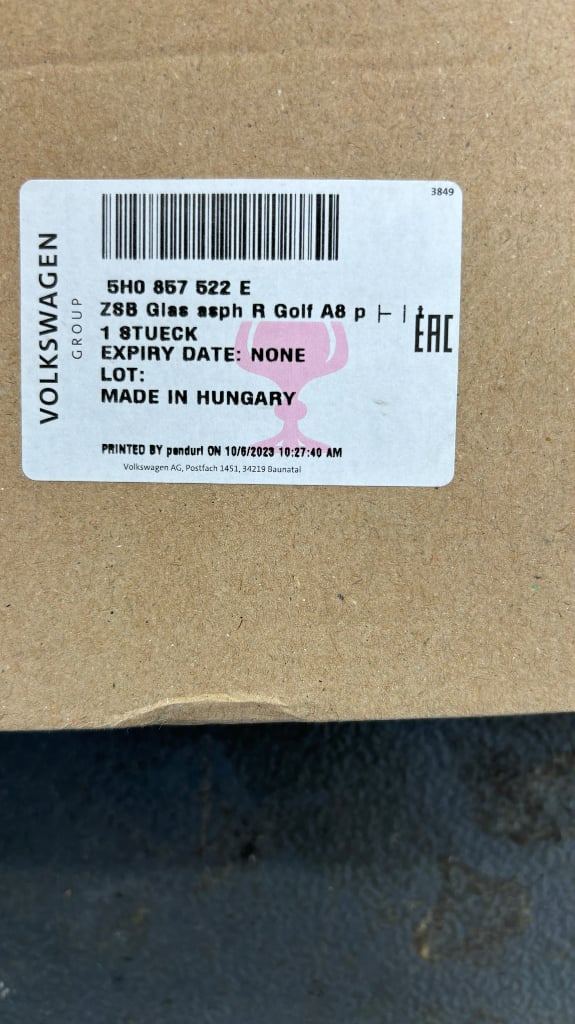 3849
VOLKSWAGEN
GROUP
5H0 857 522 E
ZSB Glas asph R Golf A8 p
1 STUECK
EXPIRY DATE: NONE
LOT:
MADE IN HUNGARY
EAC
PRINTED BY pandurl ON 10/6/2023 10:27:40 AM
Volkswagen AG, Postfach 1451, 34219 Baunatal